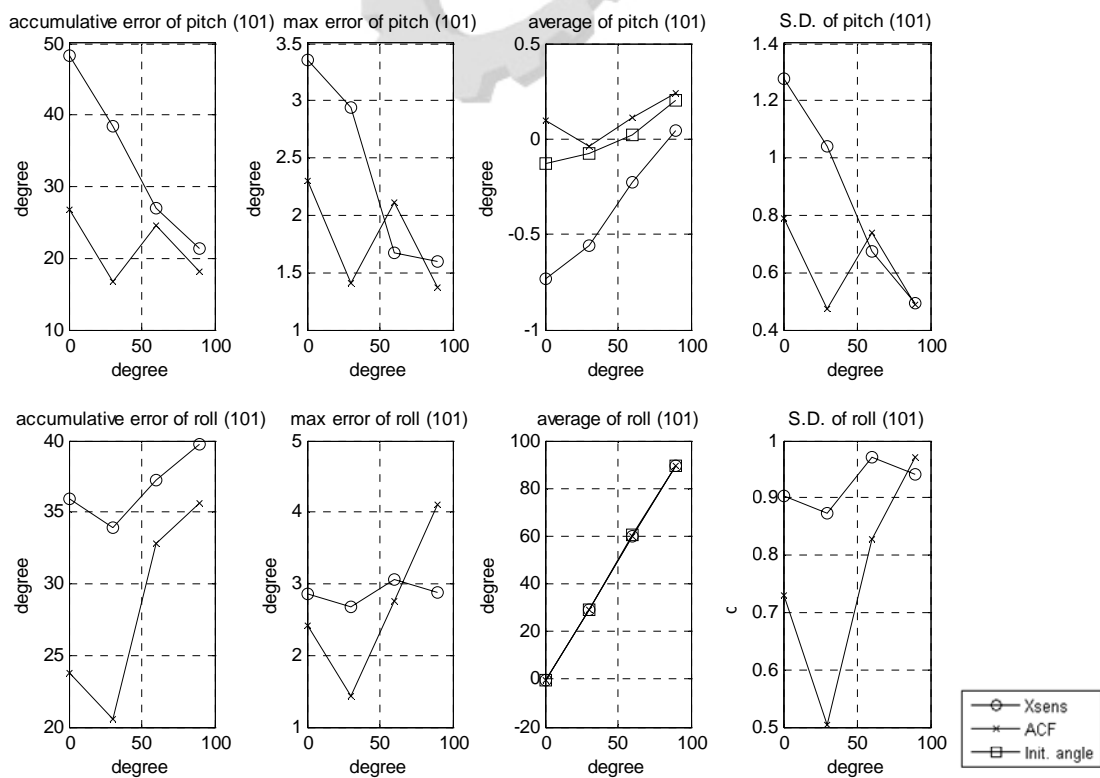 accumulative error of pitch (101)
max error of pitch (101)
average of pitch (101)
S.D. of pitch (101)
50
40
30
20
10
degree
0 50 100
degree
3.5
3
2.5
2
1.5
1
degree
0 50 100
degree
0.5
0
-0.5
-1
degree
0 50 100
degree
1.4
1.2
1
0.8
0.6
0.4
degree
0 50 100
degree
accumulative error of roll (101)
max error of roll (101)
average of roll (101)
S.D. of roll (101)
40
35
30
25
20
degree
0 50 100
degree
5
4
3
2
1
degree
0 50 100
degree
100
80
60
40
20
0
-20
degree
0 50 100
degree
1
0.9
0.8
0.7
0.6
0.5
c
0 50 100
degree
Xsens
ACF
Init. angle